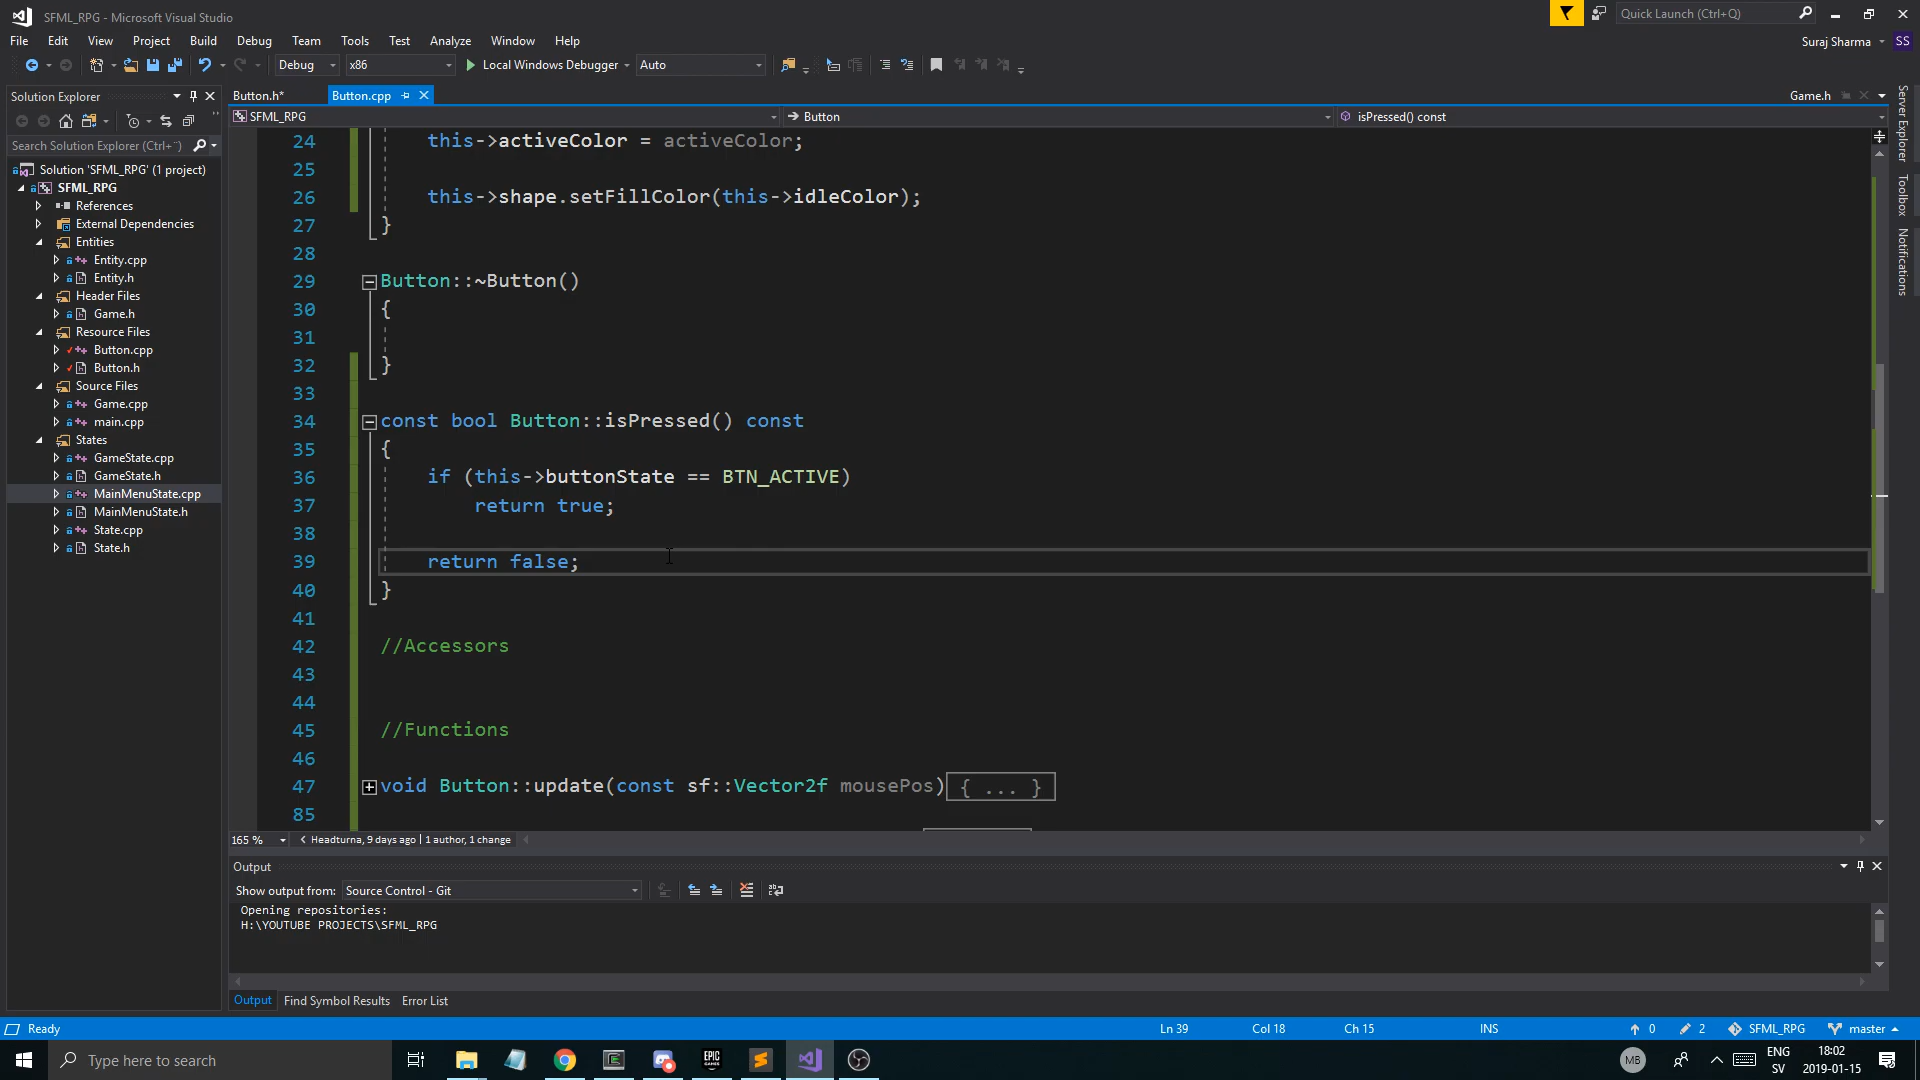 SFML_RPG - Microsoft Visual Studio
Quick Launch (Ctrl+Q)
File Edit View Project Build Debug Team Tools Test Analyze Window Help
Suraj Sharma SS
Debug x86 Local Windows Debugger Auto
Solution Explorer
Button.h* Button.cpp Game.h
SFML_RPG Button isPressed() const
Search Solution Explorer (Ctrl+
Solution 'SFML_RPG' (1 project)
SFML_RPG
References
External Dependencies
Entities
Entity.cpp
Entity.h
Header Files
Game.h
Resource Files
Button.cpp
Button.h
Source Files
Game.cpp
main.cpp
States
GameState.cpp
GameState.h
MainMenuState.cpp
MainMenuState.h
State.cpp
State.h
24 this->activeColor = activeColor;
25
26 this->shape.setFillColor(this->idleColor);
27 }
28
29 Button::~Button()
30 {
31
32 }
33
34 const bool Button::isPressed() const
35 {
36 if (this->buttonState == BTN_ACTIVE)
37 return true;
38
39 return false;
40 }
41
42 //Accessors
43
44
45 //Functions
46
47 void Button::update(const sf::Vector2f mousePos){ ... }
85
165 % Headturna, 9 days ago | 1 author, 1 change
Output
Show output from: Source Control - Git
Opening repositories:
H:\YOUTUBE PROJECTS\SFML_RPG
Output Find Symbol Results Error List
Server Explorer
Toolbox
Notifications
Ready Ln 39 Col 18 Ch 15 INS 0 2 SFML_RPG master
Type here to search
EPIC GAMES
MB
ENG
SV
18:02
2019-01-15